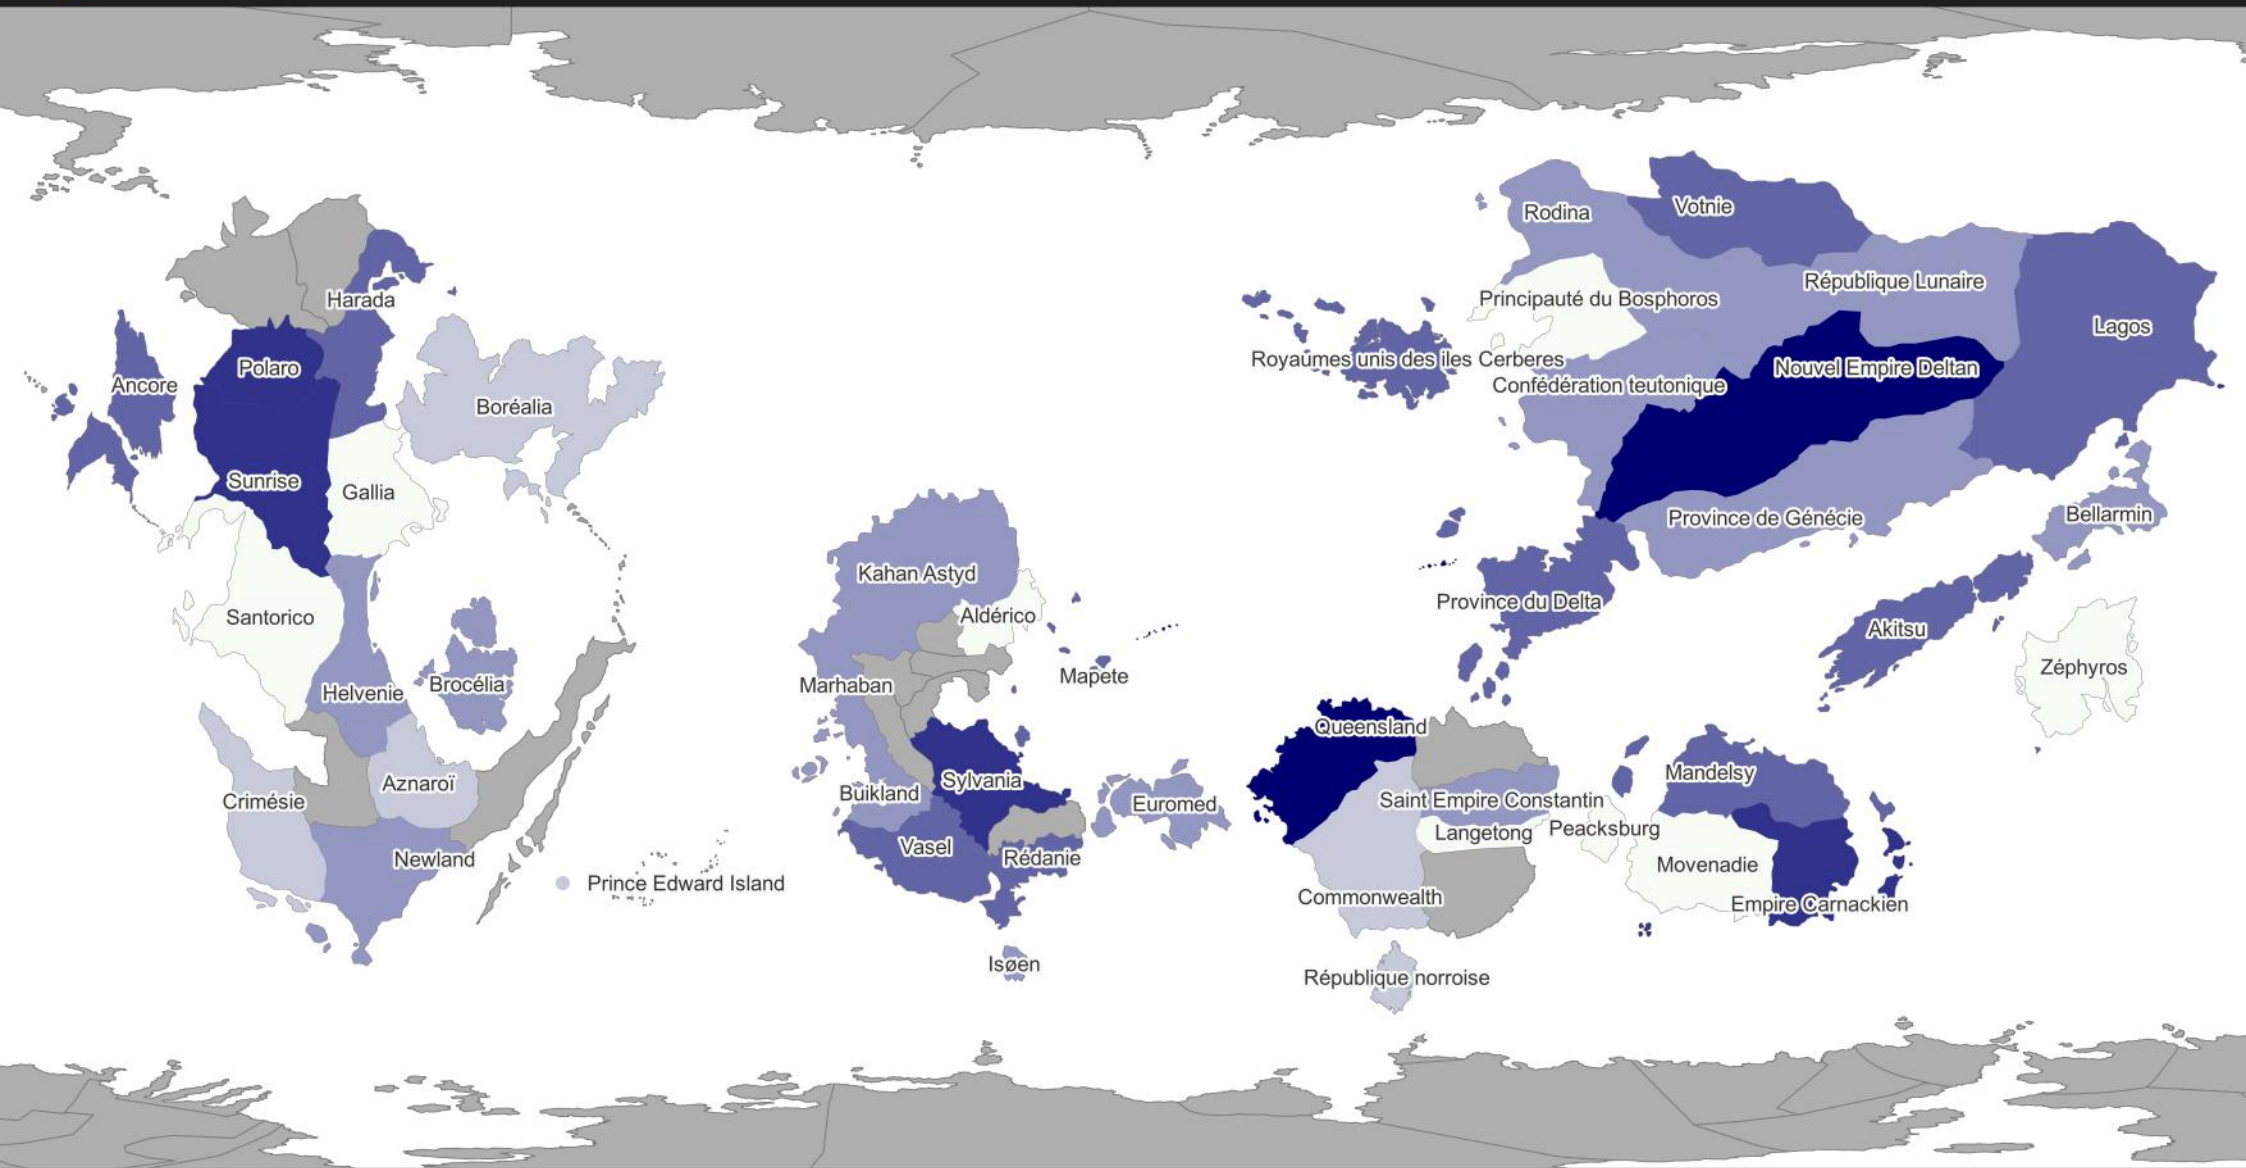 Votnie
Rodina
République Lunaire
Harada
Principauté du Bosphoros
Lagos
Royaumes unis des iles Cerberes
Polaro
Nouvel Empire Deltan
Ancore
Confédération teutonique
Boréalia
Sunrise
Gallia
Bellarmin
Province de Génécie
Kahan Astyd
Province du Delta
Aldérico
Santorico
Akitsu
Zéphyros
Mapete
Brocélia
Marhaban
Helvenie
Queensland
Mandelsy
Sylvania
Aznaroï
Buikland
Saint Empire Constantin
Crimésie
Euromed
Peacksburg
Langetong
Vasel
Rédanie
Newland
Movenadie
Prince Edward Island
Commonwealth
Empire Carnackien
Isøen
République norroise